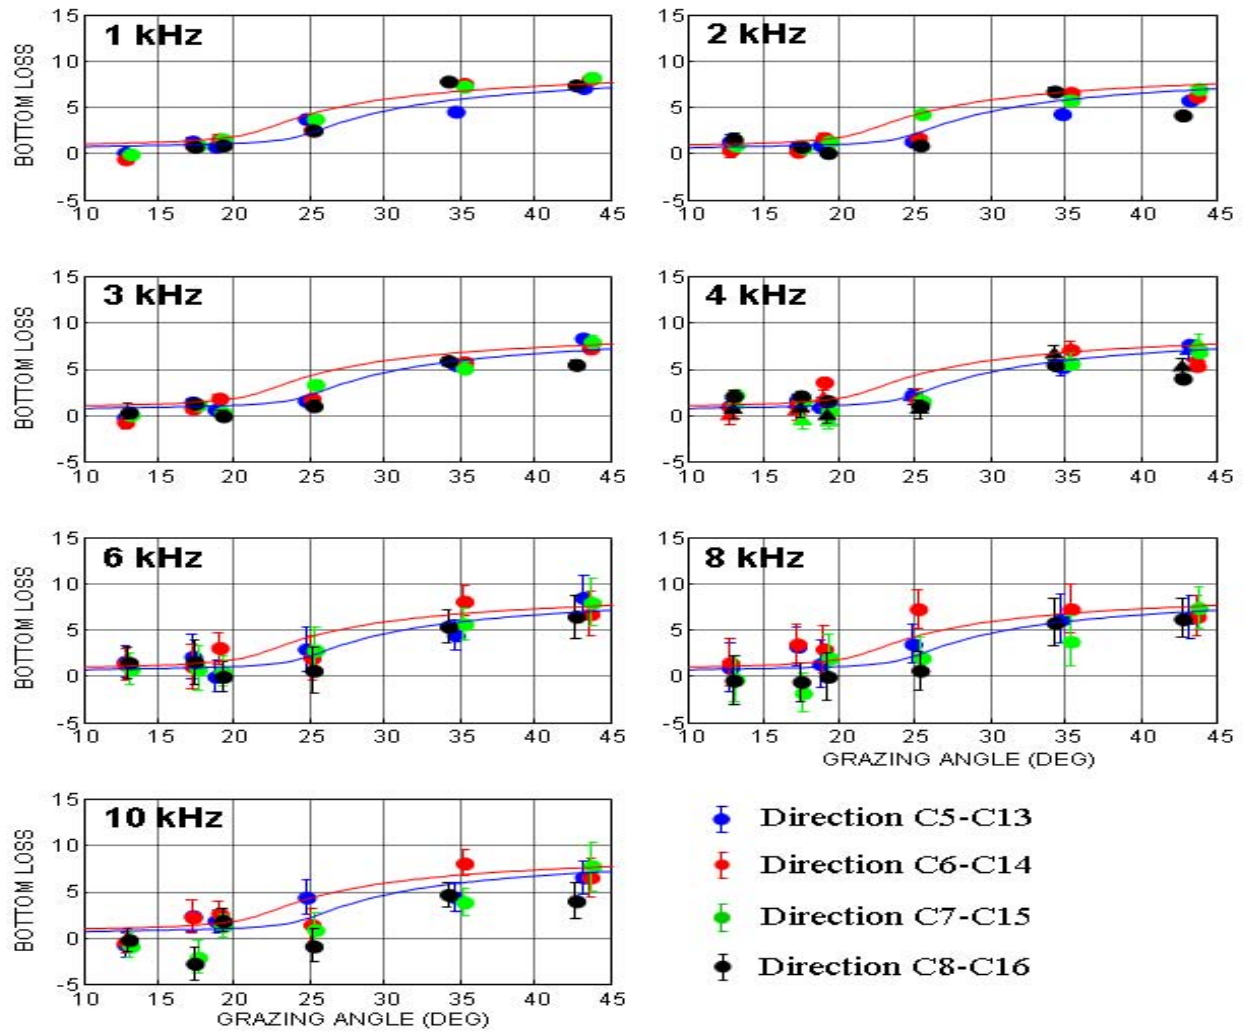 1 kHz
BOTTOM LOSS
15
10
5
0
-5
10 15 20 25 30 35 40 45
2 kHz
15
10
5
0
-5
10 15 20 25 30 35 40 45
3 kHz
BOTTOM LOSS
15
10
5
0
-5
10 15 20 25 30 35 40 45
4 kHz
15
10
5
0
-5
10 15 20 25 30 35 40 45
6 kHz
BOTTOM LOSS
15
10
5
0
-5
10 15 20 25 30 35 40 45
8 kHz
15
10
5
0
-5
10 15 20 25 30 35 40 45
GRAZING ANGLE (DEG)
10 kHz
BOTTOM LOSS
15
10
5
0
-5
10 15 20 25 30 35 40 45
GRAZING ANGLE (DEG)
Direction C5-C13
Direction C6-C14
Direction C7-C15
Direction C8-C16